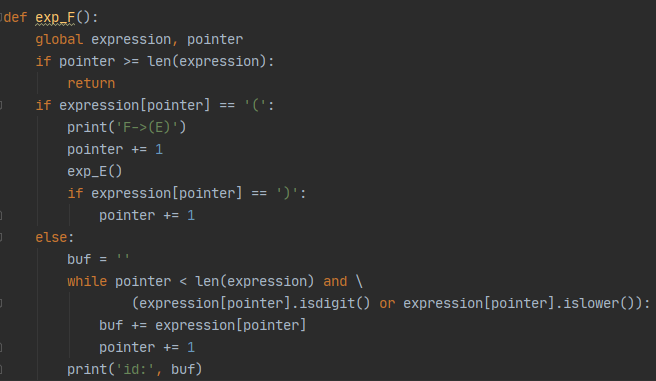 def exp_F():
    global expression, pointer
    if pointer >= len(expression):
        return
    if expression[pointer] == '(':
        print('F->(E)')
        pointer += 1
        exp_E()
        if expression[pointer] == ')':
            pointer += 1
    else:
        buf = ''
        while pointer < len(expression) and \
                (expression[pointer].isdigit() or expression[pointer].islower()):
            buf += expression[pointer]
            pointer += 1
        print('id:', buf)